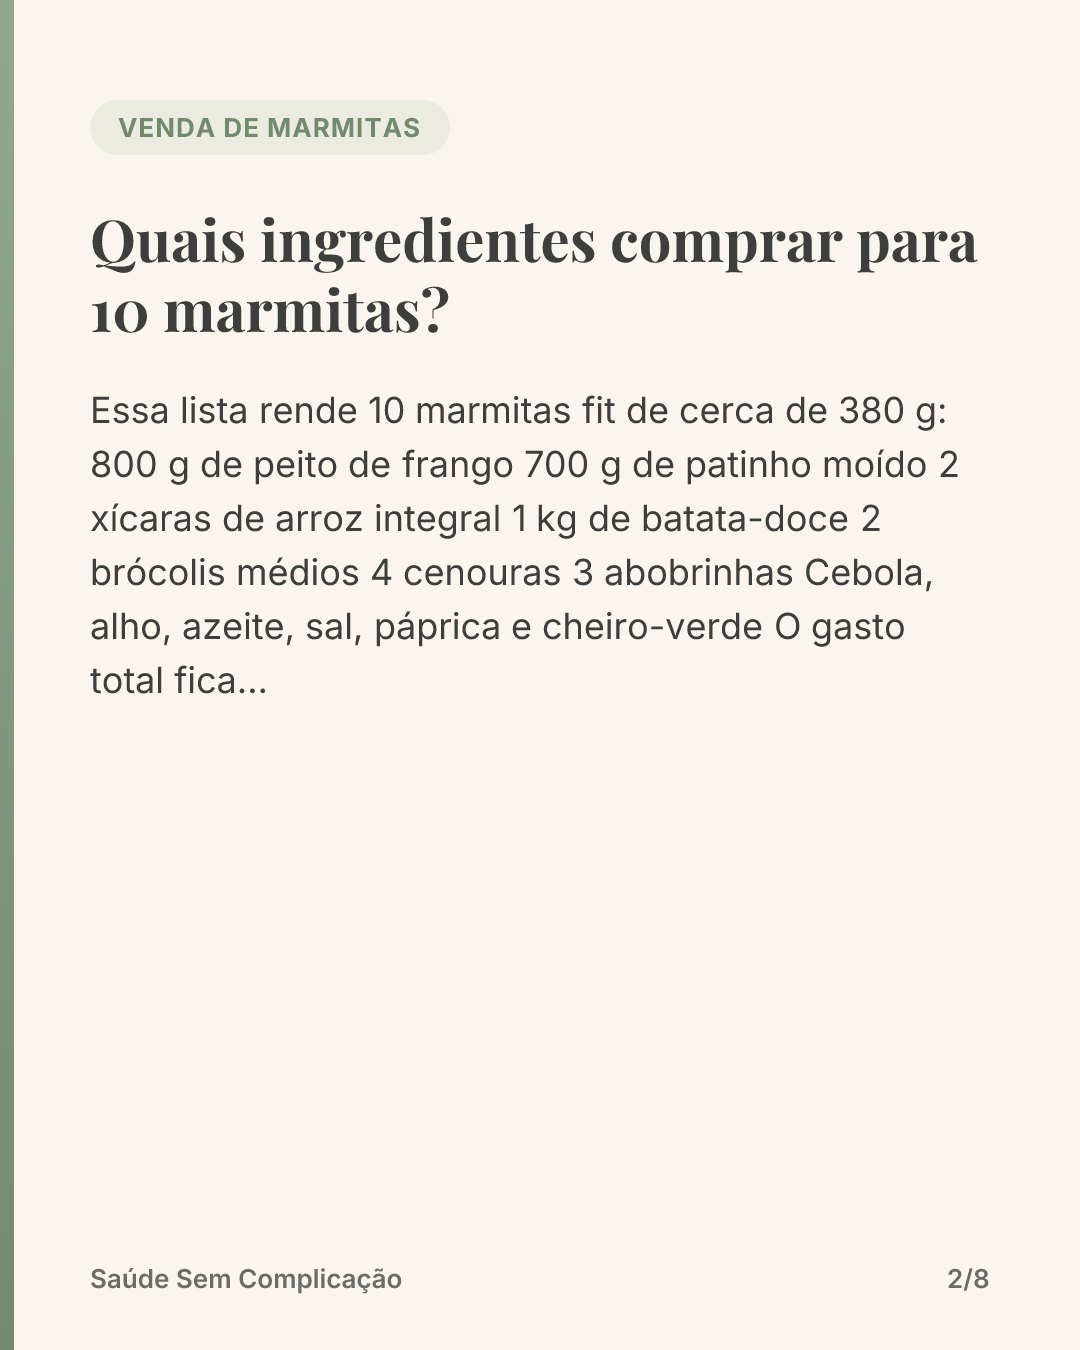 VENDA DE MARMITAS
Quais ingredientes comprar para
10 marmitas?
Essa lista rende 10 marmitas fit de cerca de 380 g:
800 g de peito de frango 700 g de patinho moído 2
xícaras de arroz integral 1 kg de batata-doce 2
brócolis médios 4 cenouras 3 abobrinhas Cebola,
alho, azeite, sal, páprica e cheiro-verde O gasto
total fica...
Saúde Sem Complicação
2/8